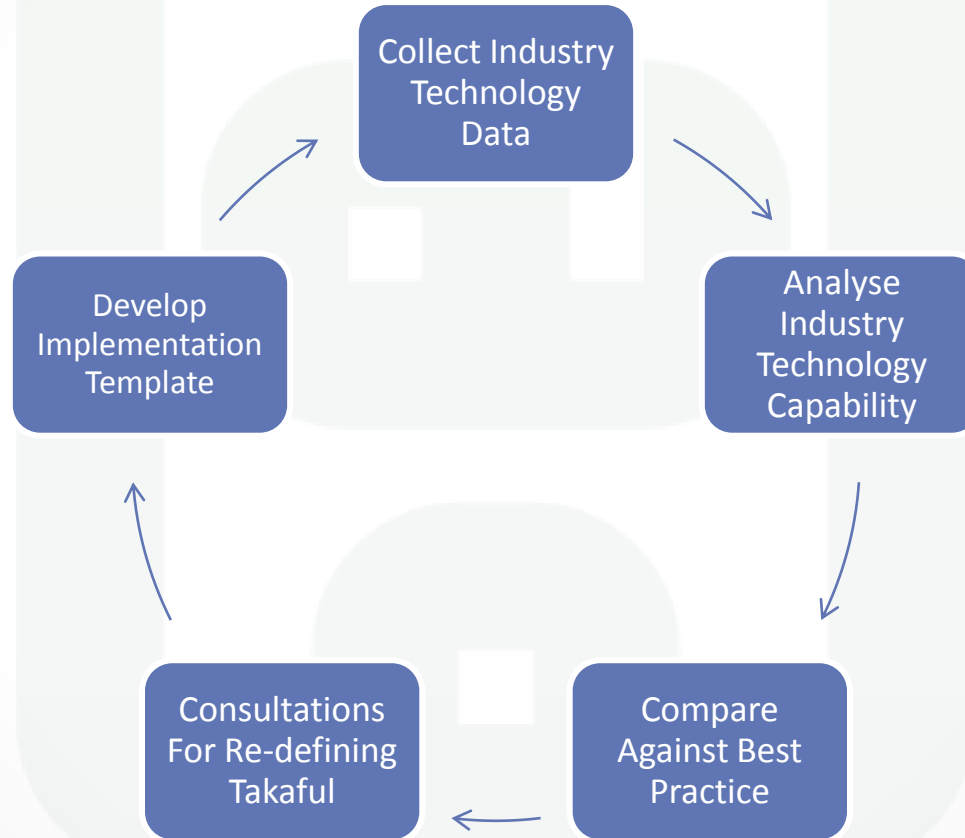 Collect Industry
Technology
Data
Analyse
Industry
Technology
Capability
Compare
Against Best
Practice
Consultations
For Re-defining
Takaful
Develop
Implementation
Template